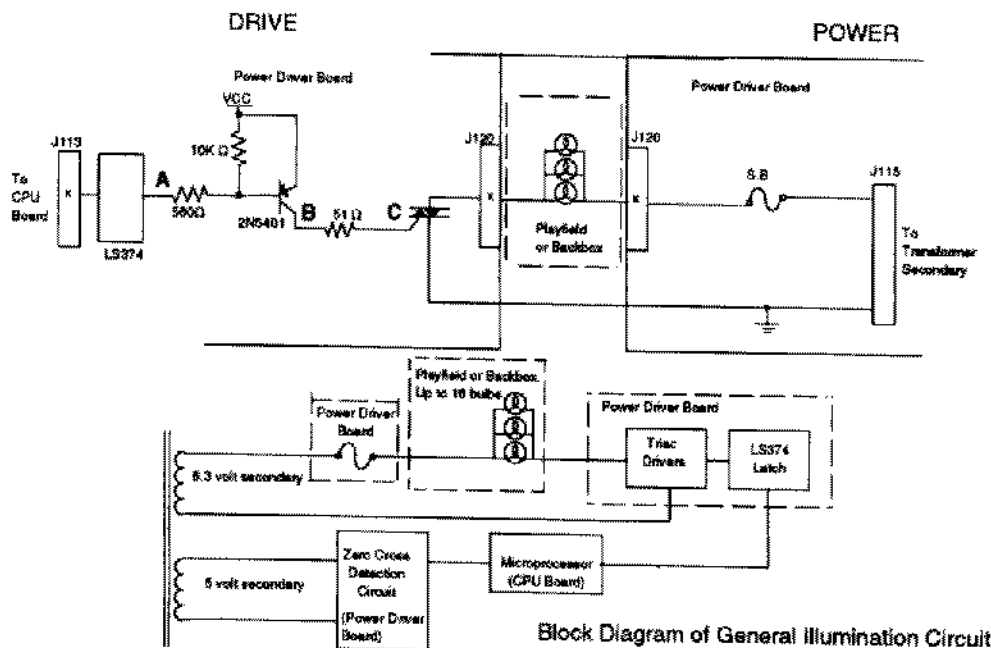 DRIVE
POWER
Power Driver Board
VCC
10K Ω
J113
To
CPU
Board
x
LS374
A
560Ω
2N5401
B
51 Ω
C
J120
x
Playfield
or Backbox
Power Driver Board
J120
x
S.B
J115
To
Transformer
Secondary
Playfield or Backbox
Up to 18 bulbs
Power Driver
Board
6.3 volt secondary
Power Driver Board
Triac
Drivers
LS374
Latch
5 volt secondary
Zero Cross
Detection
Circuit
(Power Driver
Board)
Microprocessor
(CPU Board)
Block Diagram of General Illumination Circuit